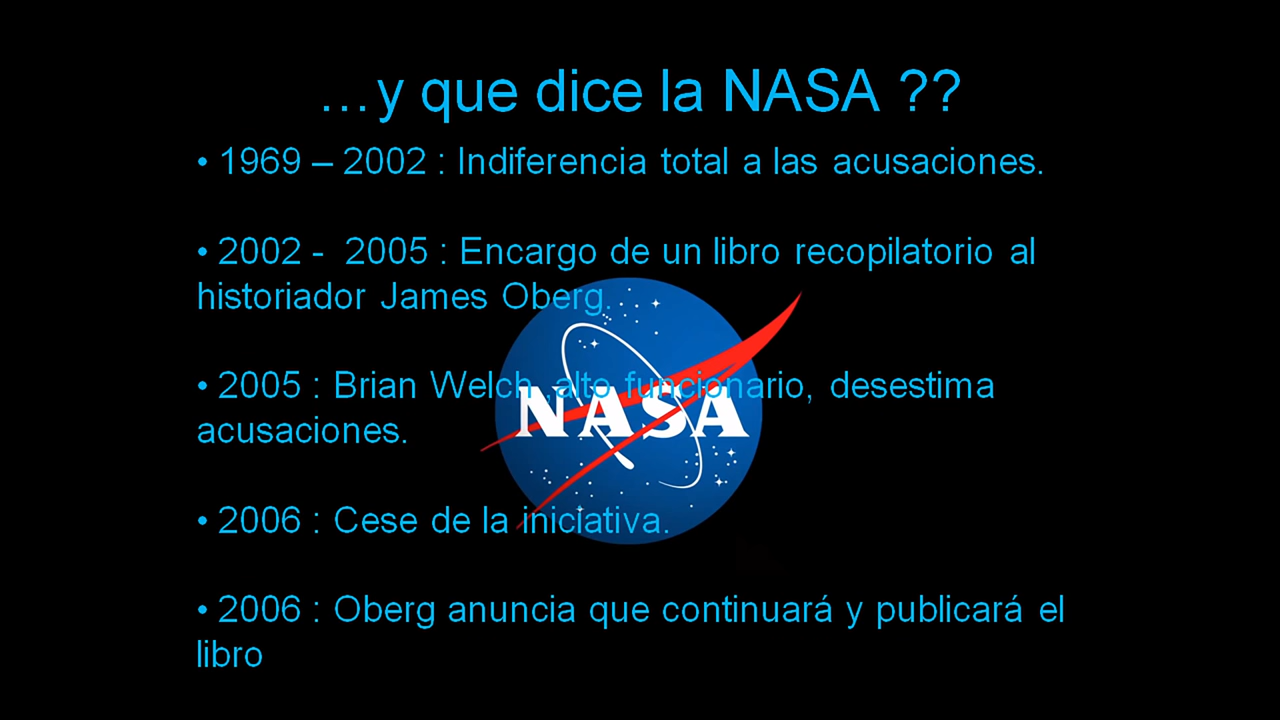 …y que dice la NASA ??
• 1969 – 2002 : Indiferencia total a las acusaciones.
• 2002 -  2005 : Encargo de un libro recopilatorio al
historiador James Oberg.
• 2005 : Brian Welch ,alto funcionario, desestima
acusaciones.
NASA
• 2006 : Cese de la iniciativa.
• 2006 : Oberg anuncia que continuará y publicará el
libro